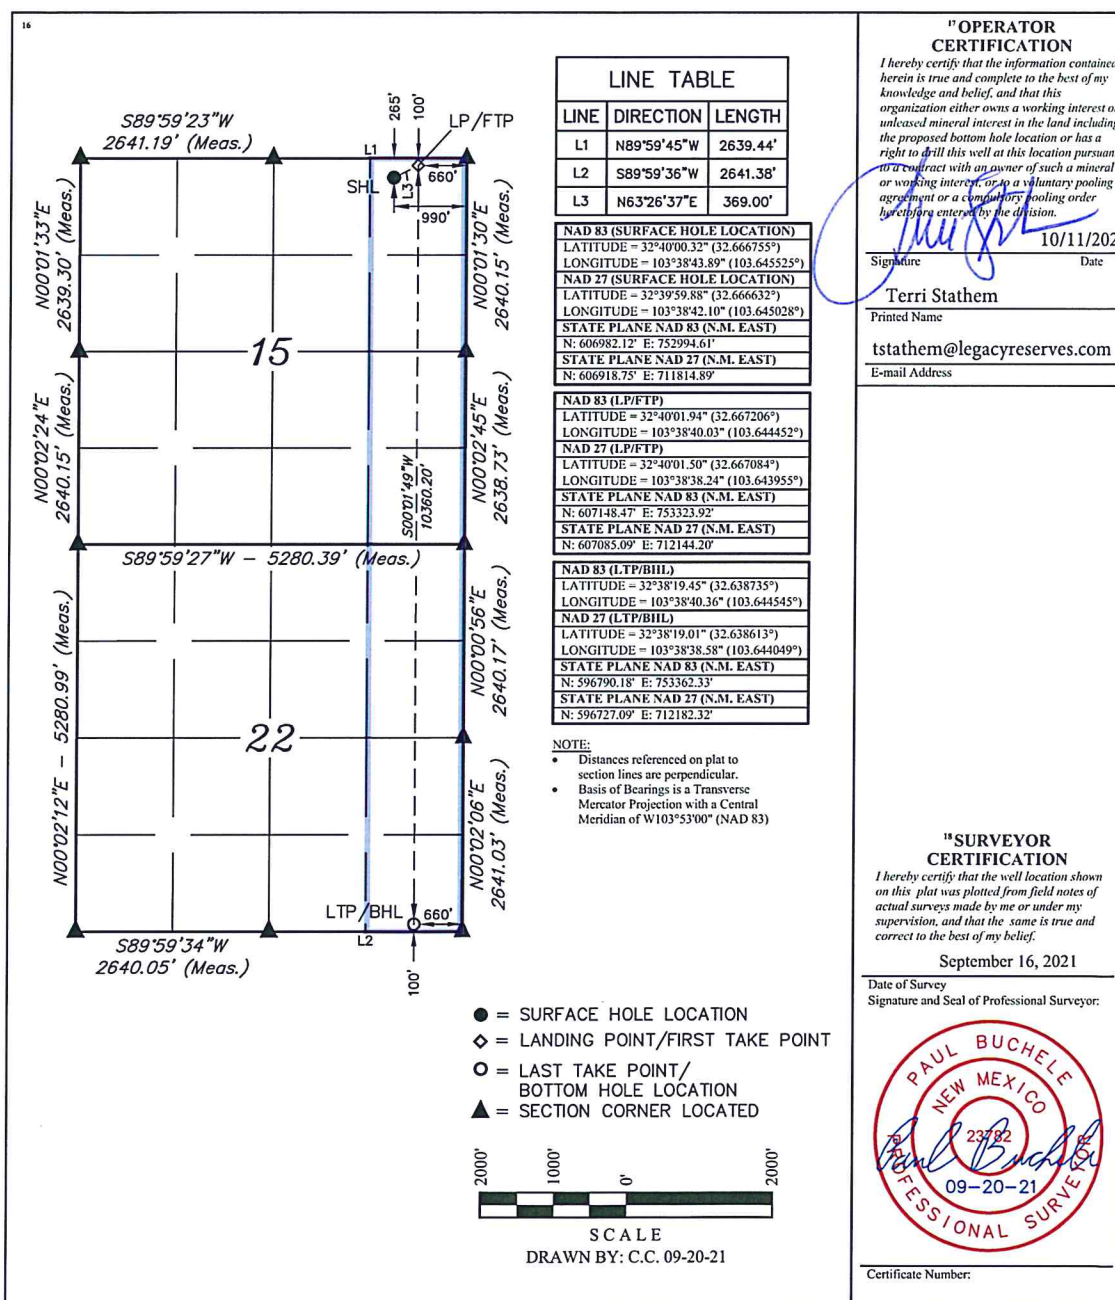 16
S89°59'23"W
2641.19' (Meas.)
265'
100'
LP/FTP
L1
660'
SHL
L3
990'
N00°01'33"E
2639.30' (Meas.)
N00°01'30"E
2640.15' (Meas.)
15
N00°02'24"E
2640.15' (Meas.)
N00°02'45"E
2638.73' (Meas.)
S00°01'49"W
10360.20'
S89°59'27"W – 5280.39' (Meas.)
N00°02'12"E – 5280.99' (Meas.)
N00°00'56"E
2640.17' (Meas.)
22
N00°02'06"E
2641.03' (Meas.)
LTP/BHL
660'
L2
S89°59'34"W
2640.05' (Meas.)
100'
LINE TABLE
LINE DIRECTION LENGTH
L1 N89°59'45"W 2639.44'
L2 S89°59'36"W 2641.38'
L3 N63°26'37"E 369.00'
NAD 83 (SURFACE HOLE LOCATION)
LATITUDE = 32°40'00.32" (32.666755°)
LONGITUDE = 103°38'43.89" (103.645525°)
NAD 27 (SURFACE HOLE LOCATION)
LATITUDE = 32°39'59.88" (32.666632°)
LONGITUDE = 103°38'42.10" (103.645028°)
STATE PLANE NAD 83 (N.M. EAST)
N: 606982.12' E: 752994.61'
STATE PLANE NAD 27 (N.M. EAST)
N: 606918.75' E: 711814.89'
NAD 83 (LP/FTP)
LATITUDE = 32°40'01.94" (32.667206°)
LONGITUDE = 103°38'40.03" (103.644452°)
NAD 27 (LP/FTP)
LATITUDE = 32°40'01.50" (32.667084°)
LONGITUDE = 103°38'38.24" (103.643955°)
STATE PLANE NAD 83 (N.M. EAST)
N: 607148.47' E: 753323.92'
STATE PLANE NAD 27 (N.M. EAST)
N: 607085.09' E: 712144.20'
NAD 83 (LTP/BHL)
LATITUDE = 32°38'19.45" (32.638735°)
LONGITUDE = 103°38'40.36" (103.644545°)
NAD 27 (LTP/BHL)
LATITUDE = 32°38'19.01" (32.638613°)
LONGITUDE = 103°38'38.58" (103.644049°)
STATE PLANE NAD 83 (N.M. EAST)
N: 596790.18' E: 753362.33'
STATE PLANE NAD 27 (N.M. EAST)
N: 596727.09' E: 712182.32'
NOTE:
• Distances referenced on plat to
section lines are perpendicular.
• Basis of Bearings is a Transverse
Mercator Projection with a Central
Meridian of W103°53'00" (NAD 83)
= SURFACE HOLE LOCATION
= LANDING POINT/FIRST TAKE POINT
= LAST TAKE POINT/
BOTTOM HOLE LOCATION
= SECTION CORNER LOCATED
2000' 1000' 0' 2000'
SCALE
DRAWN BY: C.C. 09-20-21
17 OPERATOR
CERTIFICATION
I hereby certify that the information contained
herein is true and complete to the best of my
knowledge and belief, and that this
organization either owns a working interest or
unleased mineral interest in the land including
the proposed bottom hole location or has a
right to drill this well at this location pursuan
to a contract with an owner of such a mineral
or working interest, or to a voluntary pooling
agreement or a compulsory pooling order
heretofore entered by the division.
10/11/202
Signature Date
Terri Stathem
Printed Name
tstathem@legacyreserves.com
E-mail Address
18 SURVEYOR
CERTIFICATION
I hereby certify that the well location shown
on this plat was plotted from field notes of
actual surveys made by me or under my
supervision, and that the same is true and
correct to the best of my belief.
September 16, 2021
Date of Survey
Signature and Seal of Professional Surveyor:
PAUL BUCHELE
NEW MEXICO
23782
Paul Buchele
09-20-21
PROFESSIONAL SURVEYOR
Certificate Number: